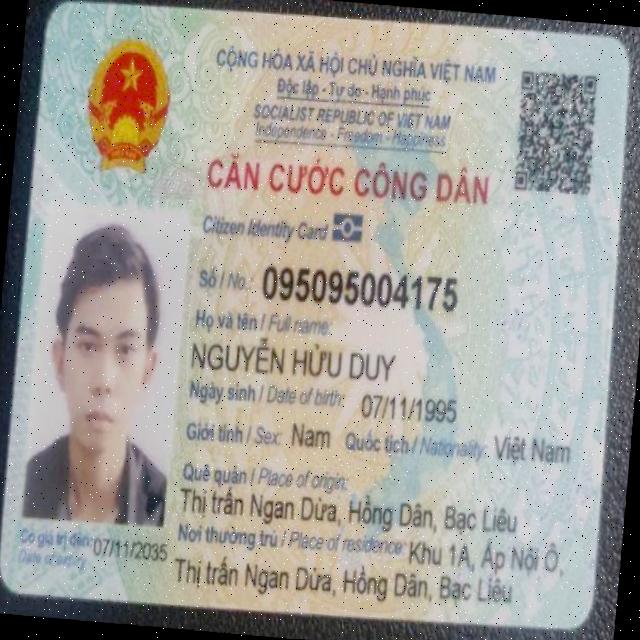 CỘNG HÒA XÃ HỘI CHỦ NGHĨA VIỆT NAM
Độc lập - Tự do - Hạnh phúc
SOCIALIST REPUBLIC OF VIET NAM
Independence - Freedom - Happiness
CĂN CƯỚC CÔNG DÂN
Citizen Identity Card
Số / No.: 095095004175
Họ và tên / Full name:
NGUYỄN HỮU DUY
Ngày sinh / Date of birth: 07/11/1995
Giới tính / Sex: Nam Quốc tịch / Nationality: Việt Nam
Quê quán / Place of origin:
Thị trấn Ngan Dừa, Hồng Dân, Bạc Liêu
Nơi thường trú / Place of residence: Khu 1A, Ấp Nội Ô,
Thị trấn Ngan Dừa, Hồng Dân, Bạc Liêu
Có giá trị đến: 07/11/2035
Date of expiry